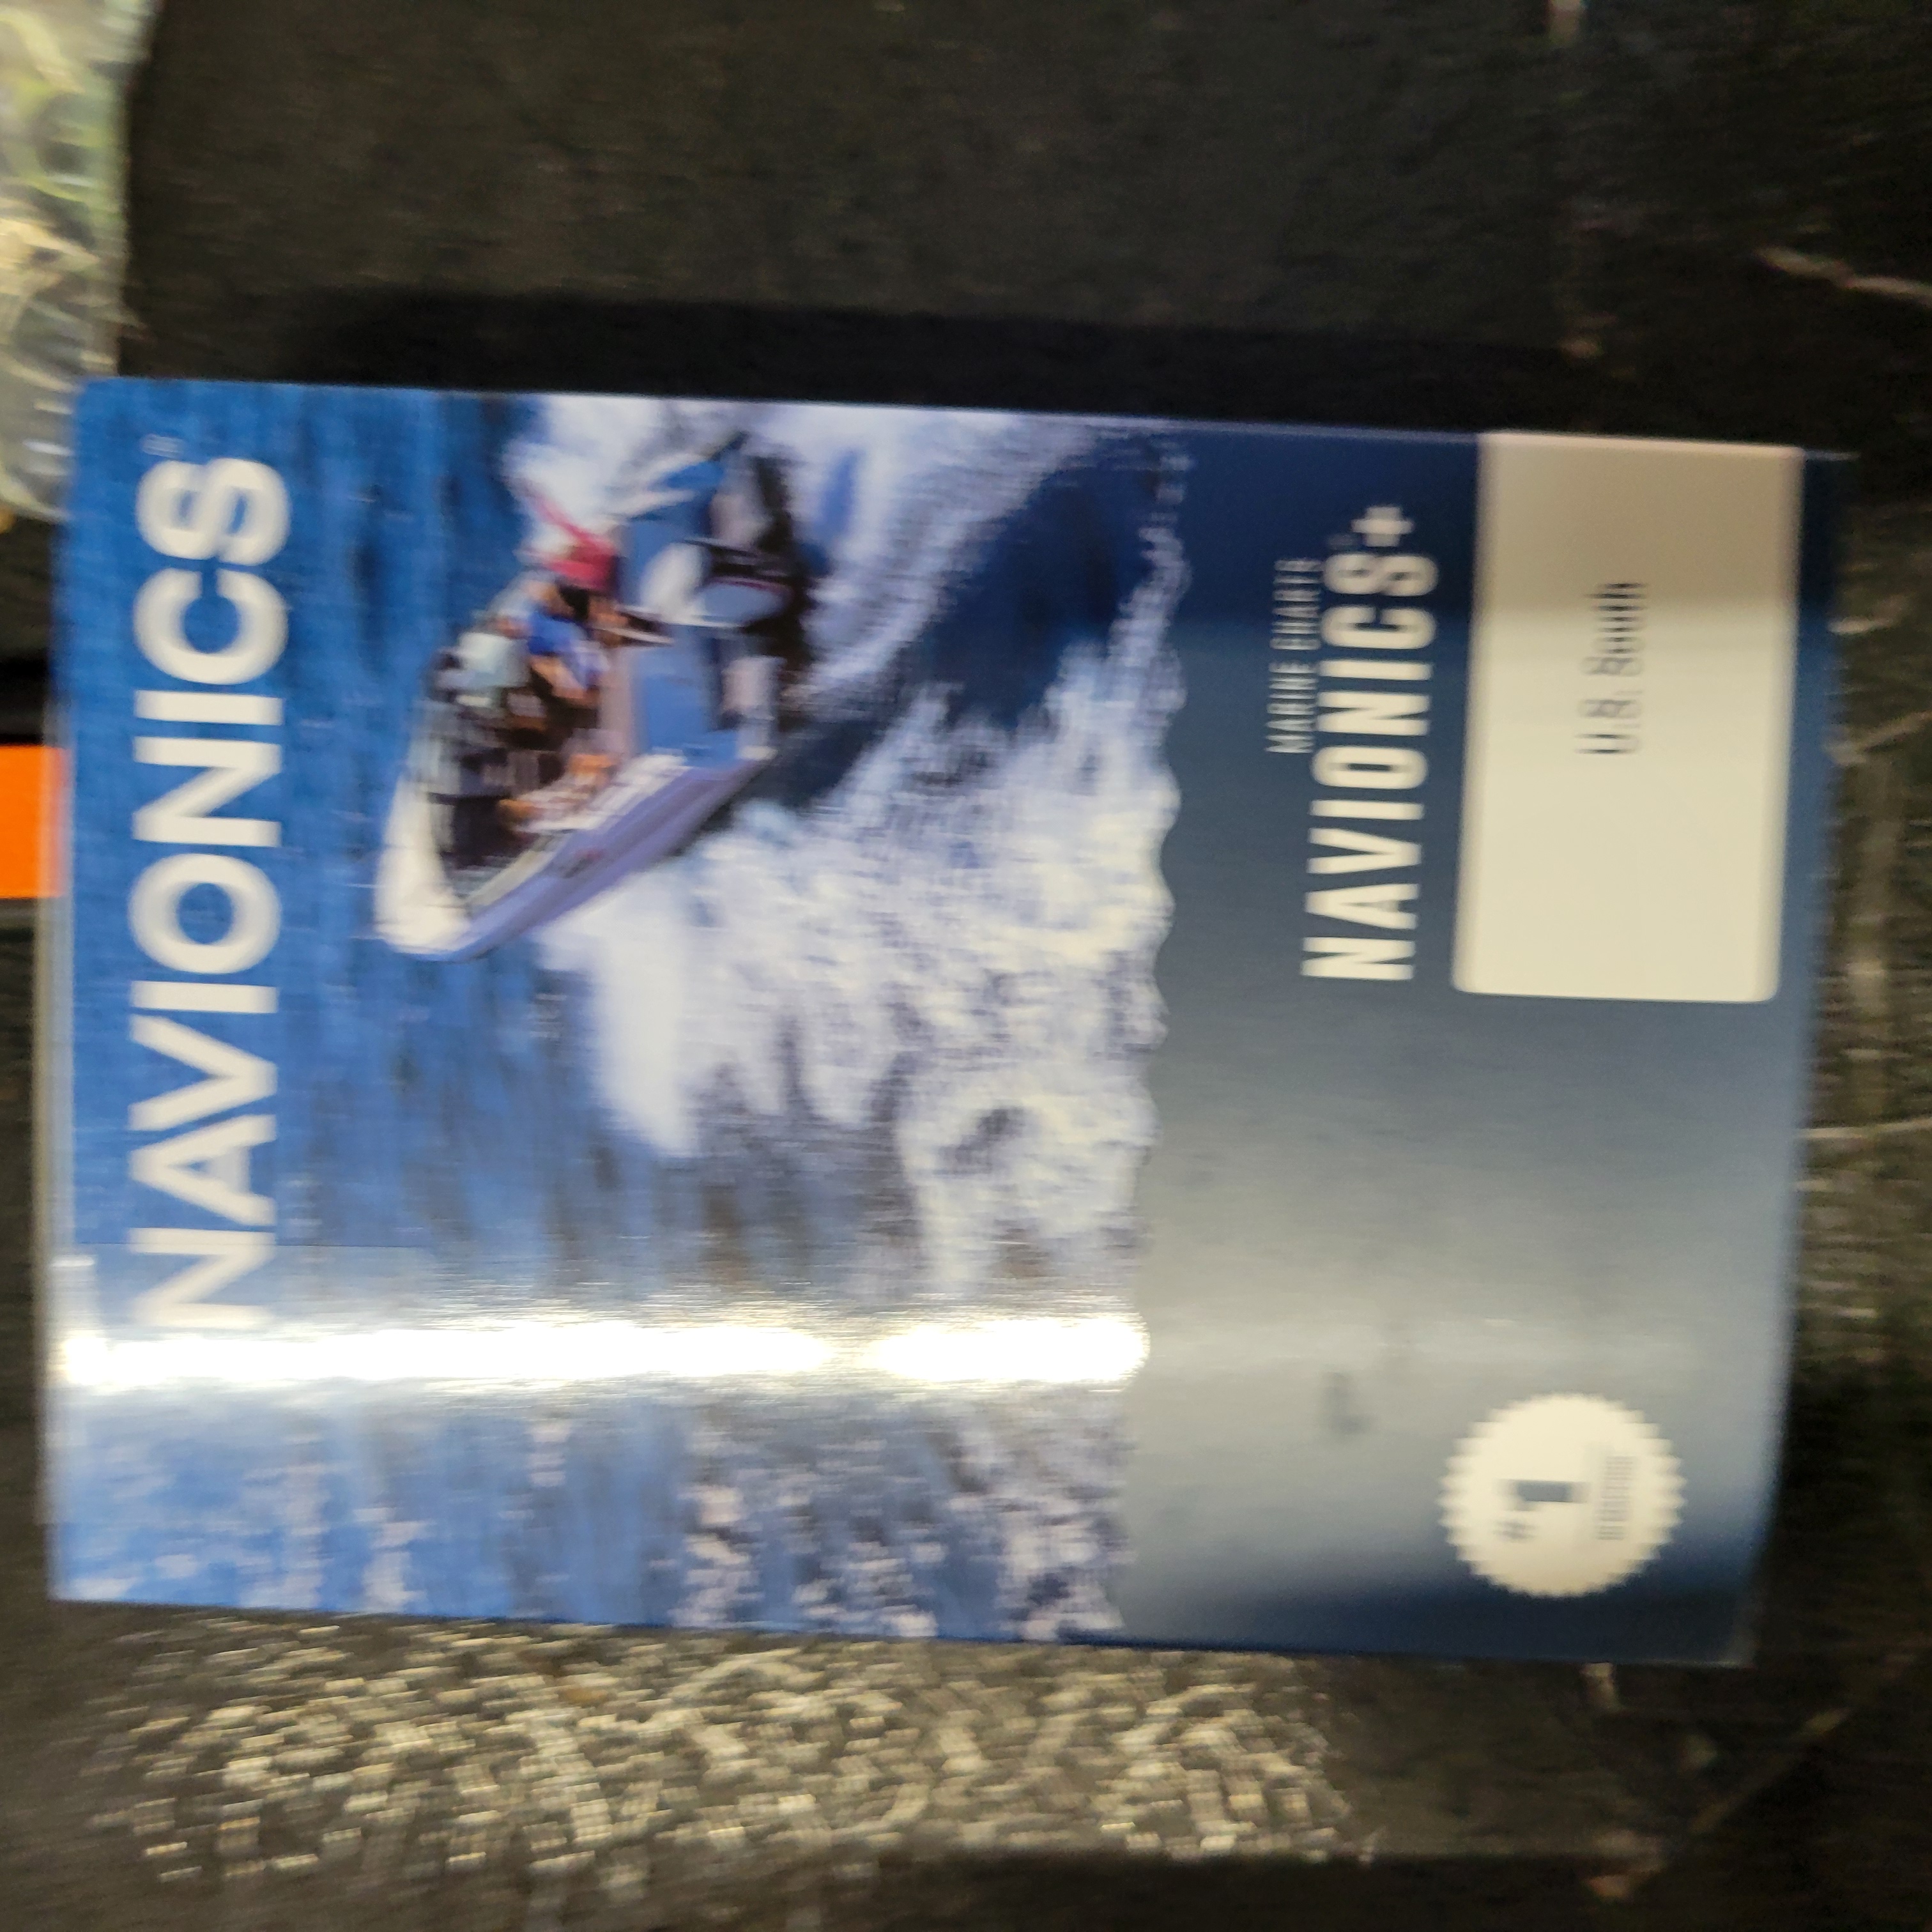 NAVIONICS
MARINE CHARTS
NAVIONICS+
U.S. South
#1